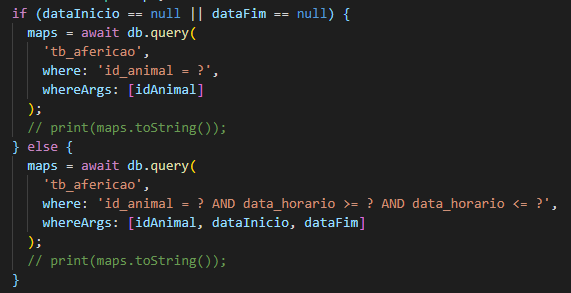 if (dataInicio == null || dataFim == null) {
  maps = await db.query(
    'tb_afericao',
    where: 'id_animal = ?',
    whereArgs: [idAnimal]
  );
  // print(maps.toString());
} else {
  maps = await db.query(
    'tb_afericao',
    where: 'id_animal = ? AND data_horario >= ? AND data_horario <= ?',
    whereArgs: [idAnimal, dataInicio, dataFim]
  );
  // print(maps.toString());
}